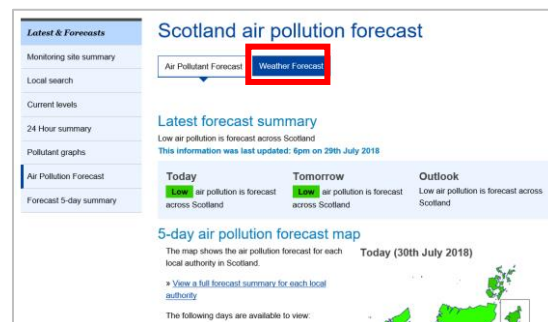 Latest & Forecasts
Monitoring site summary
Local search
Current levels
24 Hour summary
Pollutant graphs
Air Pollution Forecast
Forecast 5-day summary
Scotland air pollution forecast
Air Pollutant Forecast
Weather Forecast
Latest forecast summary
Low air pollution is forecast across Scotland
This information was last updated: 6pm on 29th July 2018
Today
Low air pollution is forecast
across Scotland
Tomorrow
Low air pollution is forecast
across Scotland
Outlook
Low air pollution is forecast across
Scotland
5-day air pollution forecast map
The map shows the air pollution forecast for each
local authority in Scotland.
» View a full forecast summary for each local
authority
The following days are available to view:
Today (30th July 2018)